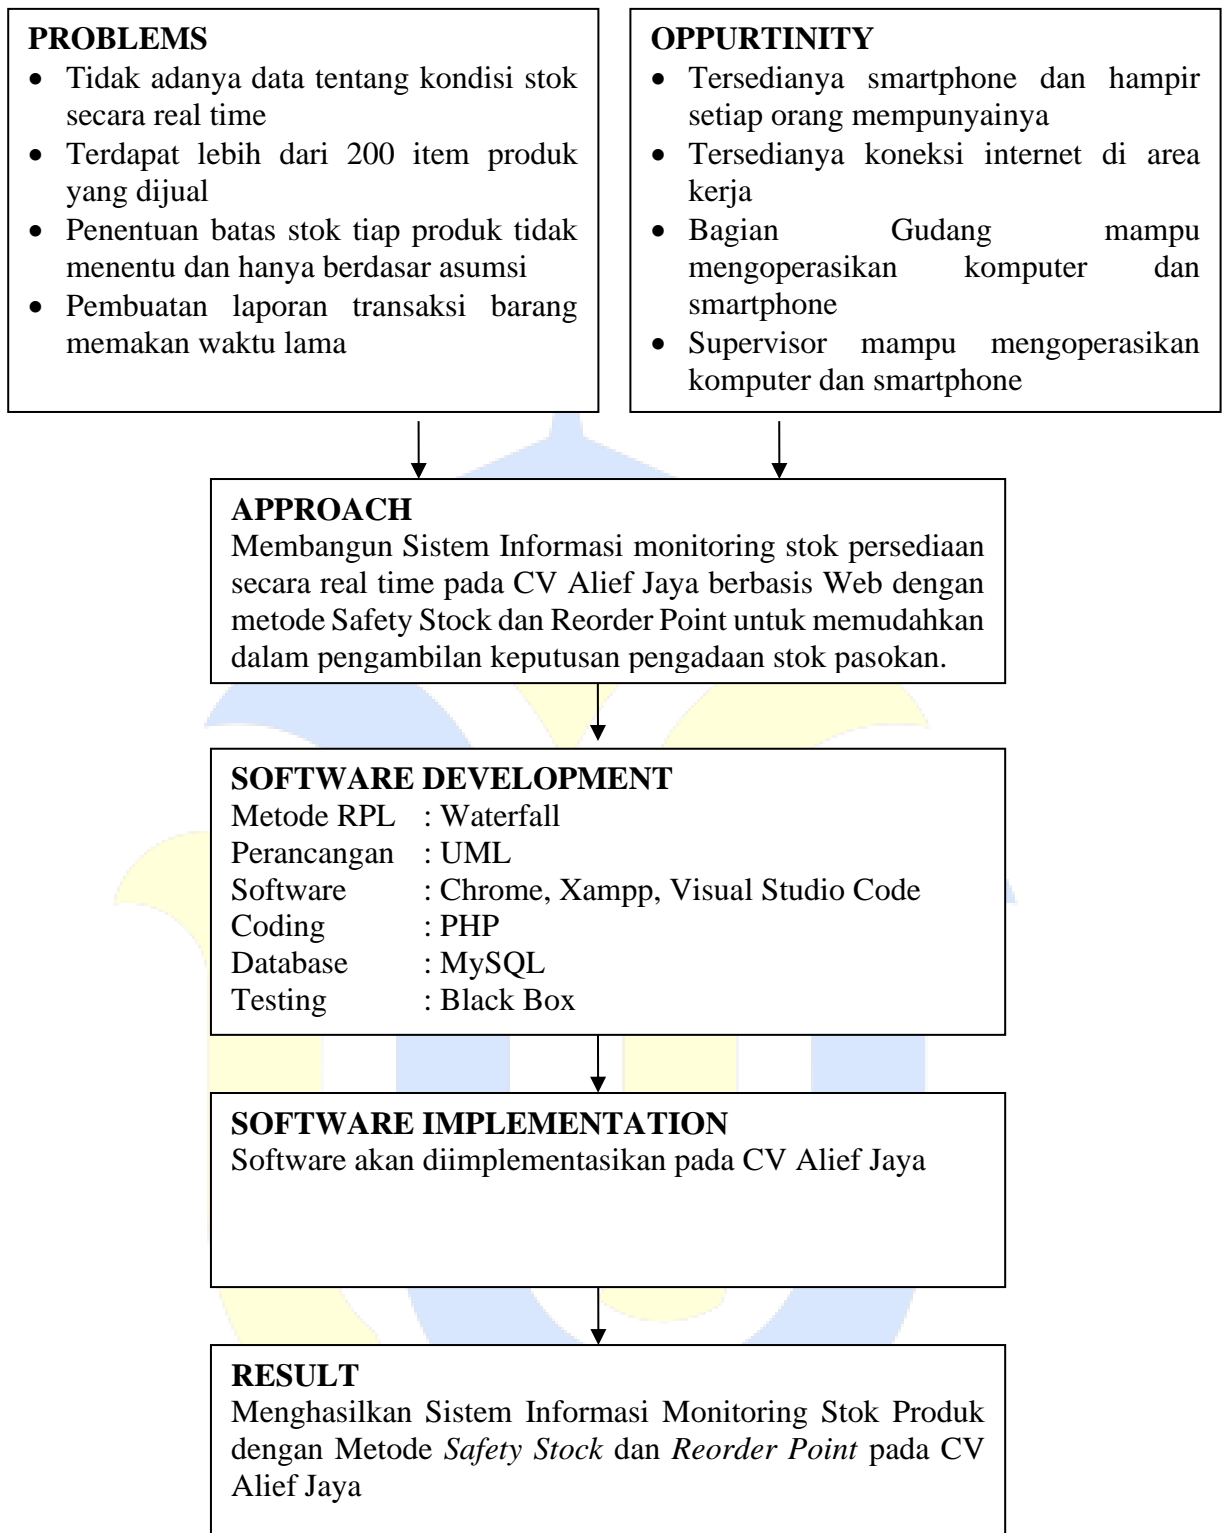 PROBLEMS
• Tidak adanya data tentang kondisi stok
secara real time
• Terdapat lebih dari 200 item produk
yang dijual
• Penentuan batas stok tiap produk tidak
menentu dan hanya berdasar asumsi
• Pembuatan laporan transaksi barang
memakan waktu lama
OPPURTINITY
• Tersedianya smartphone dan hampir
setiap orang mempunyainya
• Tersedianya koneksi internet di area
kerja
• Bagian Gudang mampu
mengoperasikan komputer dan
smartphone
• Supervisor mampu mengoperasikan
komputer dan smartphone
APPROACH
Membangun Sistem Informasi monitoring stok persediaan
secara real time pada CV Alief Jaya berbasis Web dengan
metode Safety Stock dan Reorder Point untuk memudahkan
dalam pengambilan keputusan pengadaan stok pasokan.
SOFTWARE DEVELOPMENT
Metode RPL : Waterfall
Perancangan : UML
Software : Chrome, Xampp, Visual Studio Code
Coding : PHP
Database : MySQL
Testing : Black Box
SOFTWARE IMPLEMENTATION
Software akan diimplementasikan pada CV Alief Jaya
RESULT
Menghasilkan Sistem Informasi Monitoring Stok Produk
dengan Metode Safety Stock dan Reorder Point pada CV
Alief Jaya